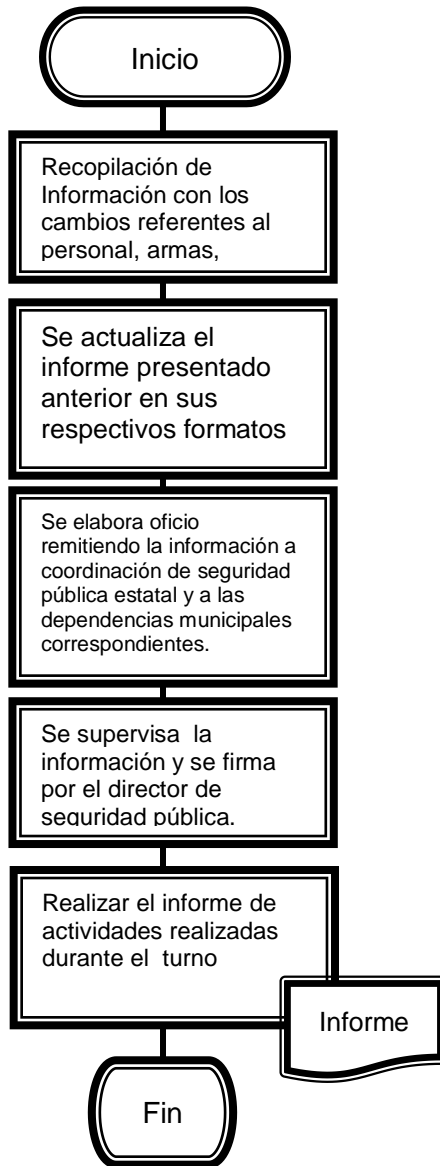 Inicio
Recopilación de
Información con los
cambios referentes al
personal, armas,
Se actualiza el
informe presentado
anterior en sus
respectivos formatos
Se elabora oficio
remitiendo la información a
coordinación de seguridad
pública estatal y a las
dependencias municipales
correspondientes.
Se supervisa la
información y se firma
por el director de
seguridad pública.
Realizar el informe de
actividades realizadas
durante el turno
Informe
Fin